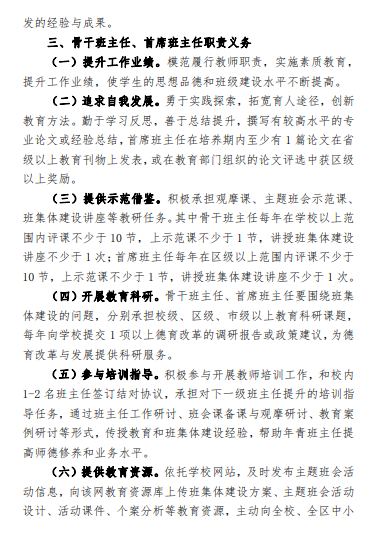 发的经验与成果。
三、骨干班主任、首席班主任职责义务
（一）提升工作业绩。模范履行教师职责，实施素质教育，
提升工作业绩，使学生的思想品德和班级建设水平不断提高。
（二）追求自我发展。勇于实践探索，拓宽育人途径，创新
教育方法。勤于学习反思，善于总结提升，撰写有较高水平的专
业论文或经验总结，首席班主任在培养期内至少有 1 篇论文在省
级以上教育刊物上发表，或在教育部门组织的论文评选中获区级
以上奖励。
（三）提供示范借鉴。积极承担观摩课、主题班会示范课、
班集体建设讲座等教研任务。其中骨干班主任每年在学校以上范
围内评课不少于 10 节，上示范课不少于 1 节，讲授班集体建设
讲座不少于 1 次；首席班主任每年在区级以上范围内评课不少于
10 节，上示范课不少于 1 节，讲授班集体建设讲座不少于 1 次。
（四）开展教育科研。骨干班主任、首席班主任要围绕班集
体建设的问题，分别承担校级、区级、市级以上教育科研课题，
每年向学校提交 1 项以上德育改革的调研报告或政策建议，为德
育改革与发展提供科研服务。
（五）参与培训指导。积极参与开展教师培训工作，和校内
1-2 名班主任签订结对协议，承担对下一级班主任提升的培训指
导任务，通过班主任工作研讨、班会课备课与观摩研讨、教育案
例研讨等形式，传授教育和班集体建设经验，帮助年青班主任提
高师德修养和业务水平。
（六）提供教育资源。依托学校网站，及时发布主题班会活
动信息，向该网教育资源库上传班集体建设方案、主题班会活动
设计、活动课件、个案分析等教育资源，主动向全校、全区中小